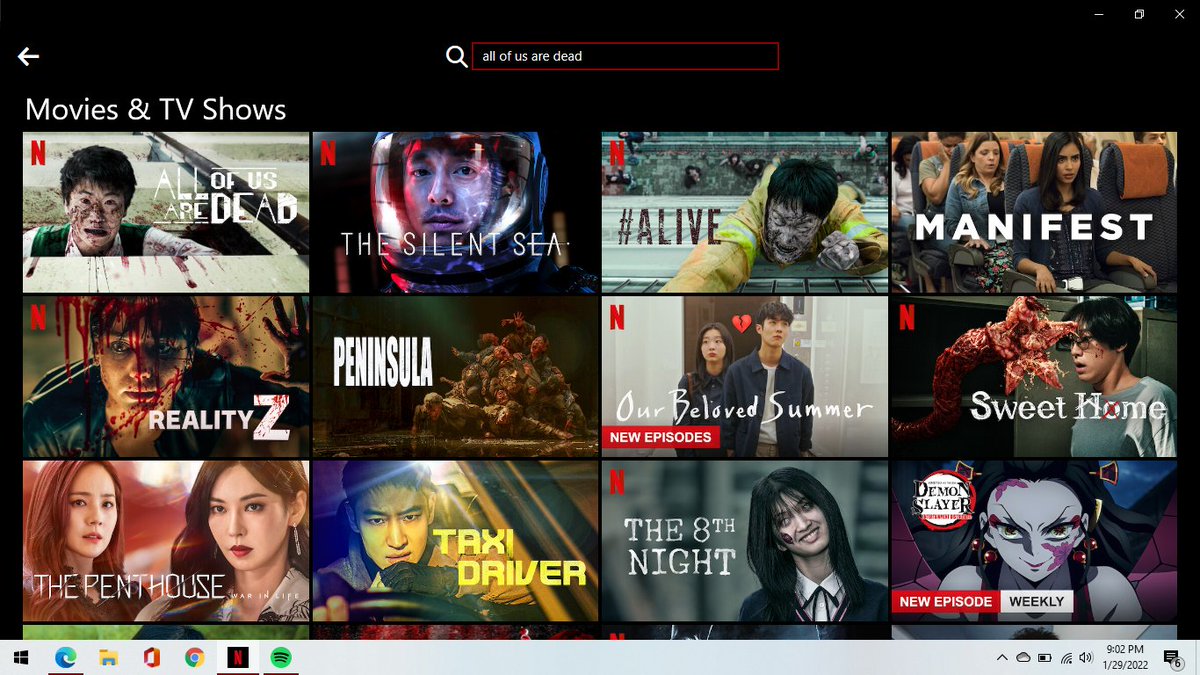 all of us are dead
Movies & TV Shows
N
ALL OF US
ARE DEAD
N
THE SILENT SEA
N
#ALIVE
MANIFEST
N
REALITY Z
PENINSULA
N
Our Beloved Summer
NEW EPISODES
N
Sweet Home
THE PENTHOUSE
WAR IN LIFE
TAXI
DRIVER
N
THE 8TH
NIGHT
DEMON
SLAYER
NEW EPISODE
WEEKLY
N
9:02 PM
1/29/2022
6